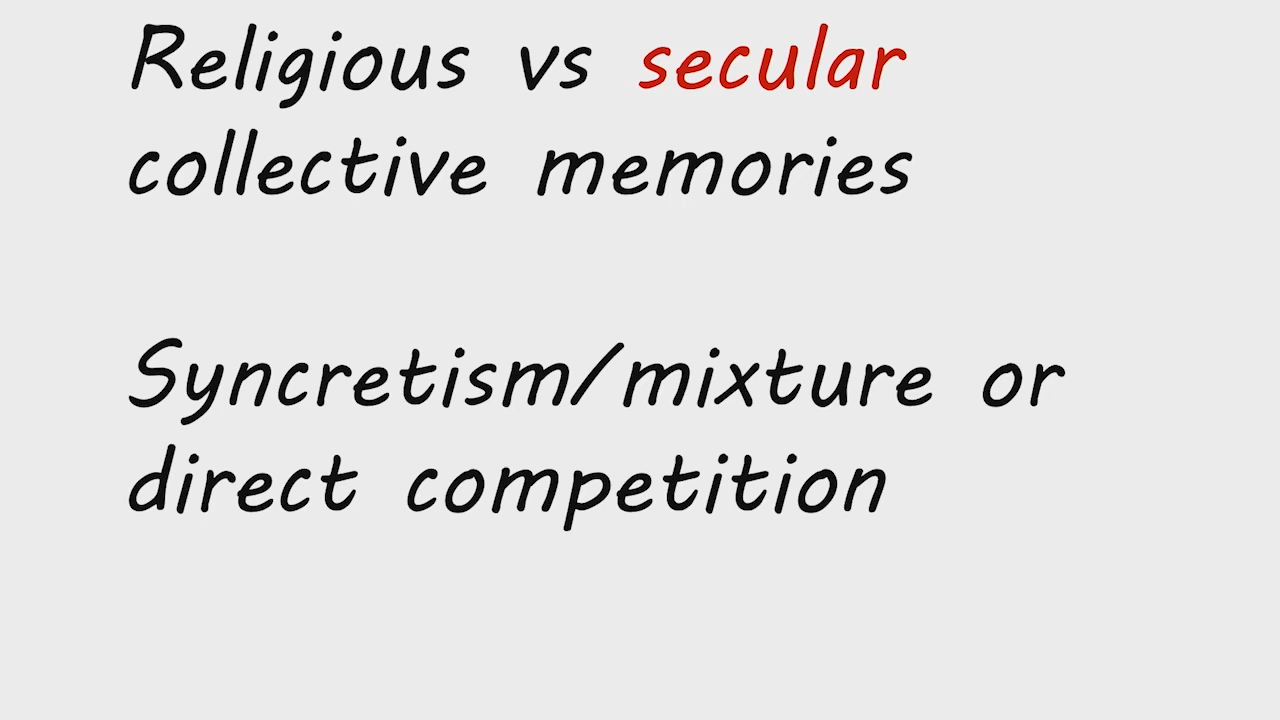 Religious vs secular
collective memories
Syncretism/mixture or
direct competition